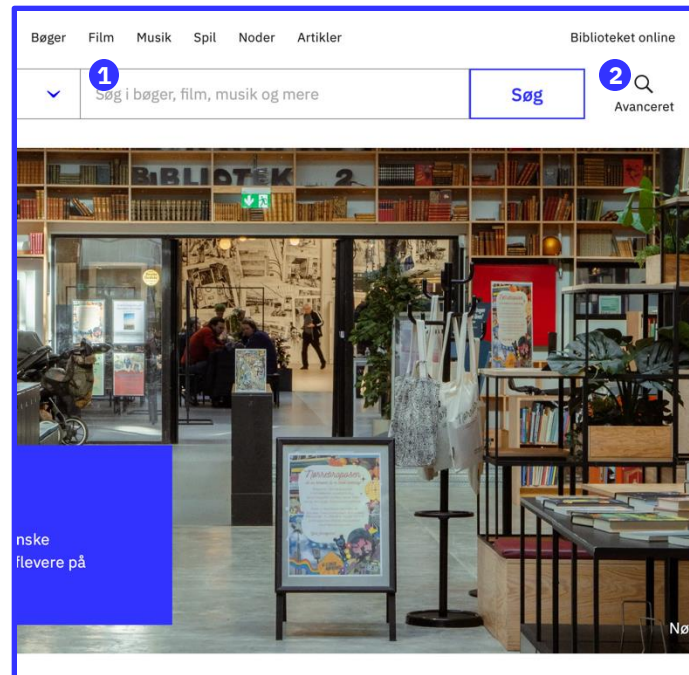 Bøger Film Musik Spil Noder Artikler Biblioteket online
1 Søg i bøger, film, musik og mere Søg 2
Avanceret
BIBLIOTEK 2
Nørrebroposen
nske
flevere på
Nø